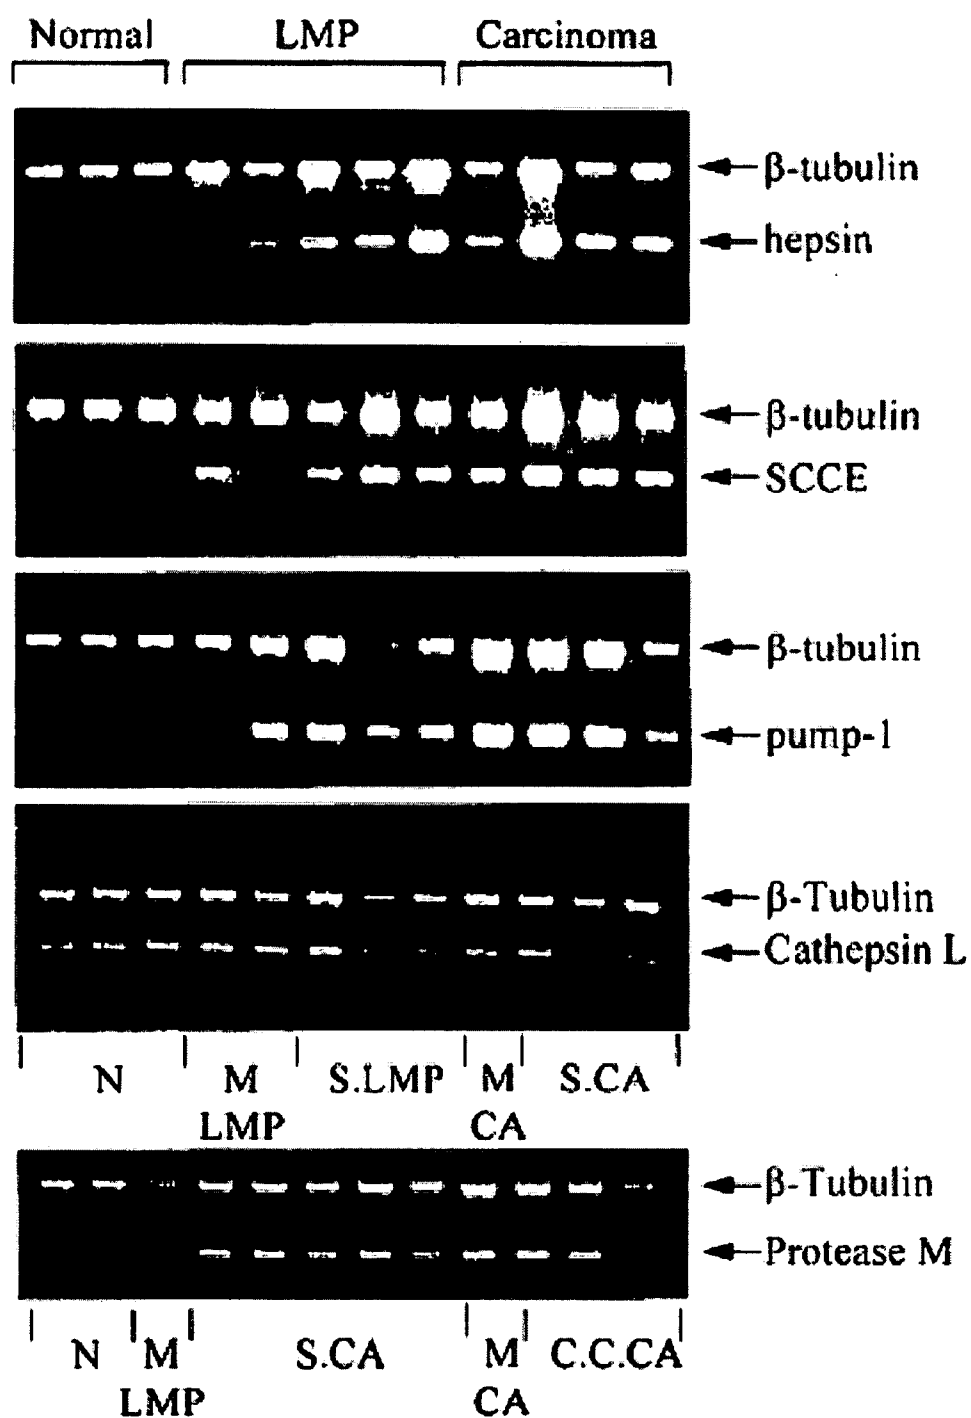 Normal LMP Carcinoma
β-tubulin
hepsin
β-tubulin
SCCE
β-tubulin
pump-1
β-Tubulin
Cathepsin L
N M S.LMP M S.CA
LMP CA
β-Tubulin
Protease M
N M S.CA M C.C.CA
LMP CA